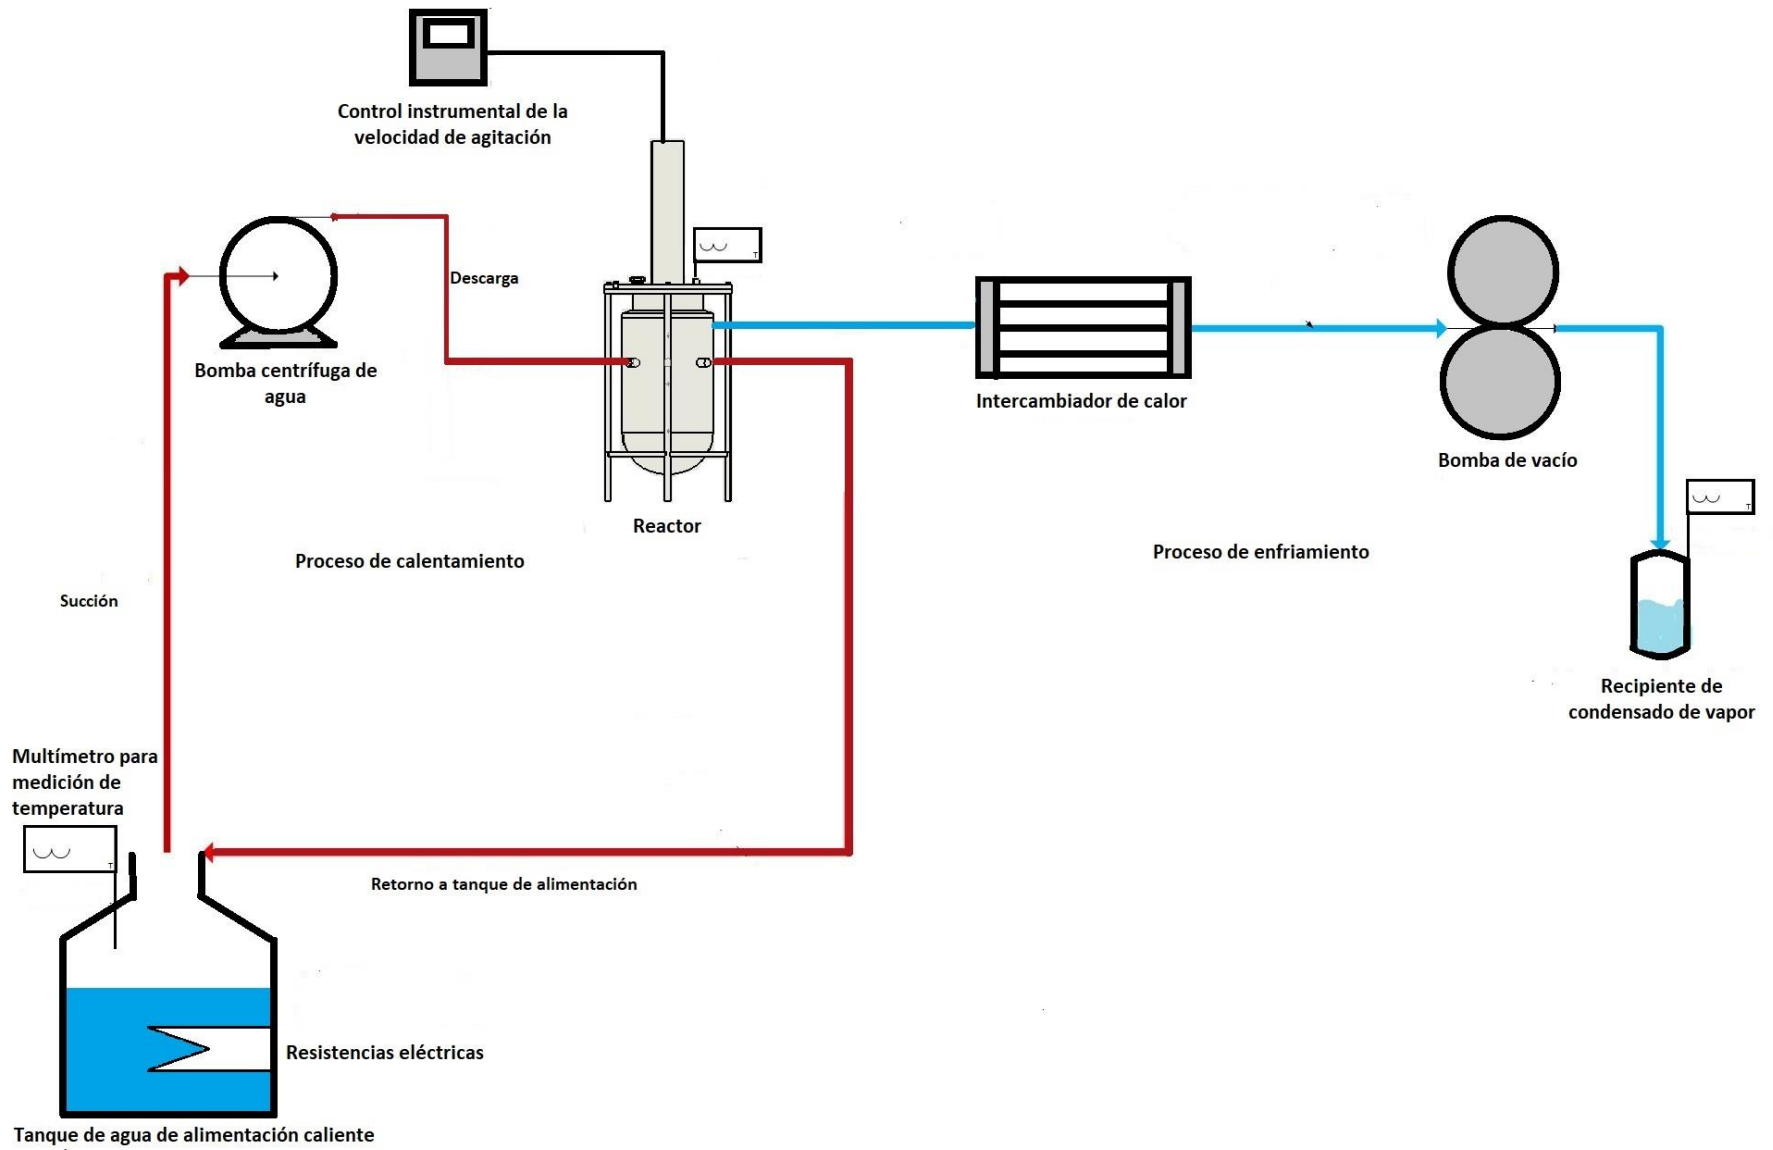 Control instrumental de la
velocidad de agitación
T
Descarga
Bomba centrífuga de
agua
Intercambiador de calor
Bomba de vacío
T
Reactor
Proceso de calentamiento
Proceso de enfriamiento
Succión
Recipiente de
condensado de vapor
Multímetro para
medición de
temperatura
T
Retorno a tanque de alimentación
Resistencias eléctricas
Tanque de agua de alimentación caliente